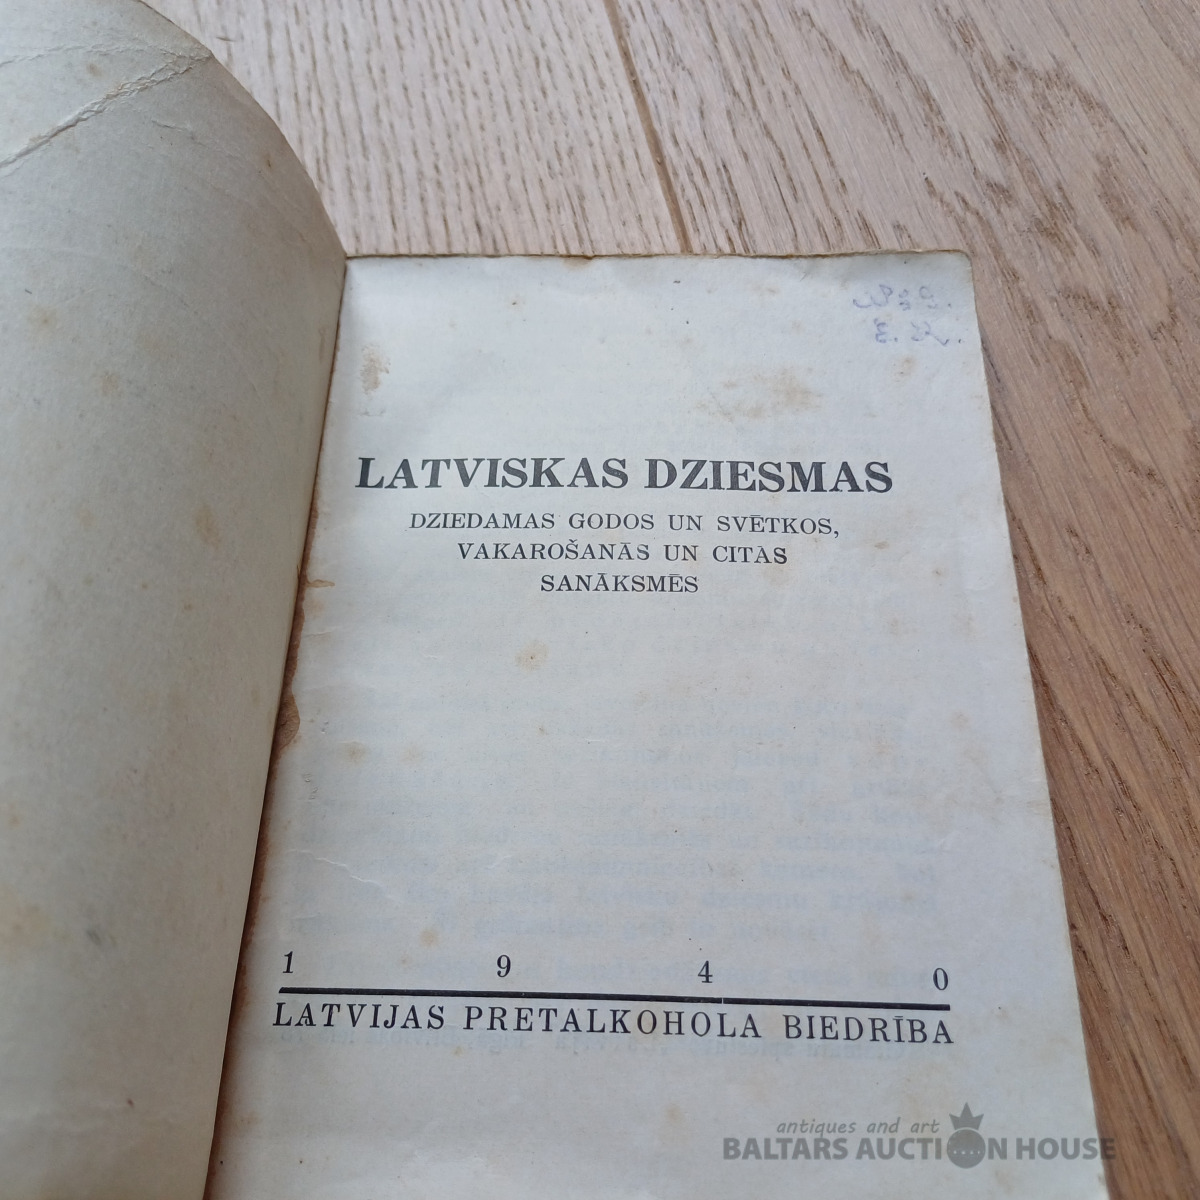 LATVISKAS DZIESMAS
DZIEDAMAS GODOS UN SVĒTKOS,
VAKAROŠANĀS UN CITĀS
SANĀKSMĒS
1 9 4 0
LATVIJAS PRETALKOHOLA BIEDRĪBA
antiques and art
BALTARS AUCTION HOUSE